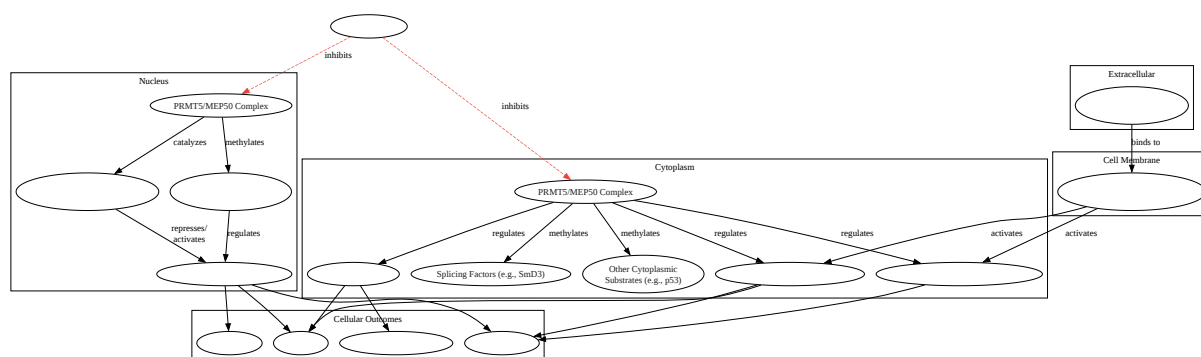 inhibits
Nucleus
Extracellular
PRMT5/MEP50 Complex
inhibits
catalyzes
methylates
binds to
Cytoplasm
Cell Membrane
PRMT5/MEP50 Complex
represses/
activates
regulates
regulates
methylates
methylates
regulates
regulates
activates
activates
Splicing Factors (e.g., SmD3)
Other Cytoplasmic
Substrates (e.g., p53)
Cellular Outcomes